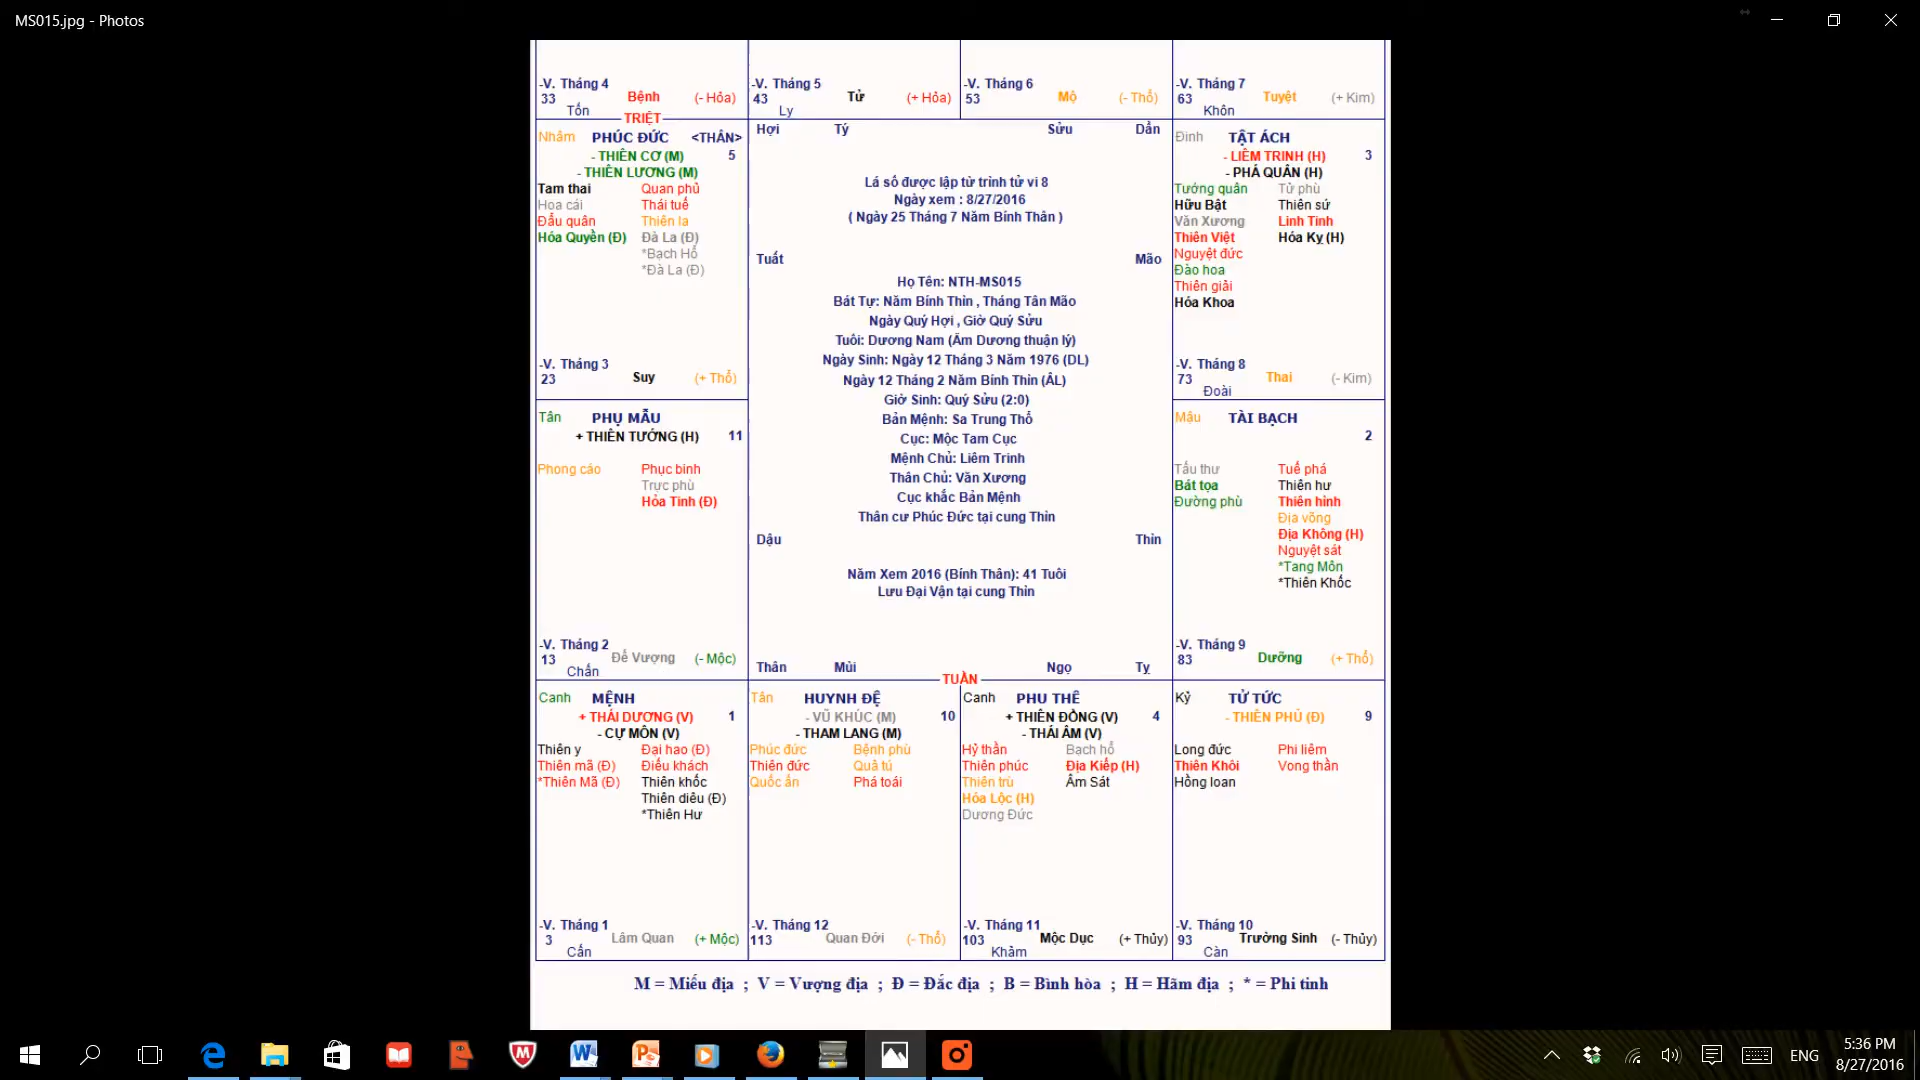 MS015.jpg - Photos
-V. Tháng 4
33 Bệnh (- Hỏa)
Tốn
-V. Tháng 5
43 Tử (+ Hỏa)
Ly
-V. Tháng 6
53 Mộ (- Thổ)
-V. Tháng 7
63 Tuyệt (+ Kim)
Khôn
TRIỆT
Nhâm PHÚC ĐỨC <THÂN>
- THIÊN CƠ (M) 5
- THIÊN LƯƠNG (M)
Tam thai Quan phủ
Hoa cái Thái tuế
Đẩu quân Thiên la
Hóa Quyền (Đ) Đà La (Đ)
*Bạch Hổ
*Đà La (Đ)
-V. Tháng 3
23 Suy (+ Thổ)
Hợi Tý Sửu Dần
Lá số được lập từ trình tử vi 8
Ngày xem : 8/27/2016
( Ngày 25 Tháng 7 Năm Bính Thân )
Tuất Mão
Họ Tên: NTH-MS015
Bát Tự: Năm Bính Thìn , Tháng Tân Mão
Ngày Quý Hợi , Giờ Quý Sửu
Tuổi: Dương Nam (Âm Dương thuận lý)
Ngày Sinh: Ngày 12 Tháng 3 Năm 1976 (DL)
Ngày 12 Tháng 2 Năm Bính Thìn (ÂL)
Giờ Sinh: Quý Sửu (2:0)
Bản Mệnh: Sa Trung Thổ
Cục: Mộc Tam Cục
Mệnh Chủ: Liêm Trinh
Thân Chủ: Văn Xương
Cục khắc Bản Mệnh
Thân cư Phúc Đức tại cung Thìn
Dậu Thìn
Năm Xem 2016 (Bính Thân): 41 Tuổi
Lưu Đại Vận tại cung Thìn
Thân Mùi Ngọ Tỵ
Đinh TẬT ÁCH
- LIÊM TRINH (H) 3
- PHÁ QUÂN (H)
Tướng quân Tử phù
Hữu Bật Thiên sứ
Văn Xương Linh Tinh
Thiên Việt Hóa Kỵ (H)
Nguyệt đức
Đào hoa
Thiên giải
Hóa Khoa
-V. Tháng 8
73 Thai (- Kim)
Đoài
Tân PHỤ MẪU
+ THIÊN TƯỚNG (H) 11
Phong cáo Phục binh
Trực phù
Hỏa Tinh (Đ)
-V. Tháng 2
13 Đế Vượng (- Mộc)
Chấn
Mậu TÀI BẠCH
2
Tấu thư Tuế phá
Bát tọa Thiên hư
Đường phù Thiên hình
Địa võng
Địa Không (H)
Nguyệt sát
*Tang Môn
*Thiên Khốc
-V. Tháng 9
83 Dưỡng (+ Thổ)
TUẦN
Canh MỆNH
+ THÁI DƯƠNG (V) 1
- CỰ MÔN (V)
Thiên y Đại hao (Đ)
Thiên mã (Đ) Điếu khách
*Thiên Mã (Đ) Thiên khốc
Thiên diêu (Đ)
*Thiên Hư
-V. Tháng 1
3 Lâm Quan (+ Mộc)
Cấn
Tân HUYNH ĐỆ
- VŨ KHÚC (M) 10
- THAM LANG (M)
Phúc đức Bệnh phù
Thiên đức Quả tú
Quốc ấn Phá toái
-V. Tháng 12
113 Quan Đới (- Thổ)
Canh PHU THÊ
+ THIÊN ĐỒNG (V) 4
- THÁI ÂM (V)
Hỷ thần Bạch hổ
Thiên phúc Địa Kiếp (H)
Thiên trù Âm Sát
Hóa Lộc (H)
Dương Đức
-V. Tháng 11
103 Mộc Dục (+ Thủy)
Khảm
Kỷ TỬ TỨC
- THIÊN PHỦ (Đ) 9
Long đức Phi liêm
Thiên Khôi Vong thần
Hồng loan
-V. Tháng 10
93 Trường Sinh (- Thủy)
Càn
M = Miếu địa ; V = Vượng địa ; Đ = Đắc địa ; B = Bình hòa ; H = Hãm địa ; * = Phi tinh
ENG
5:36 PM
8/27/2016